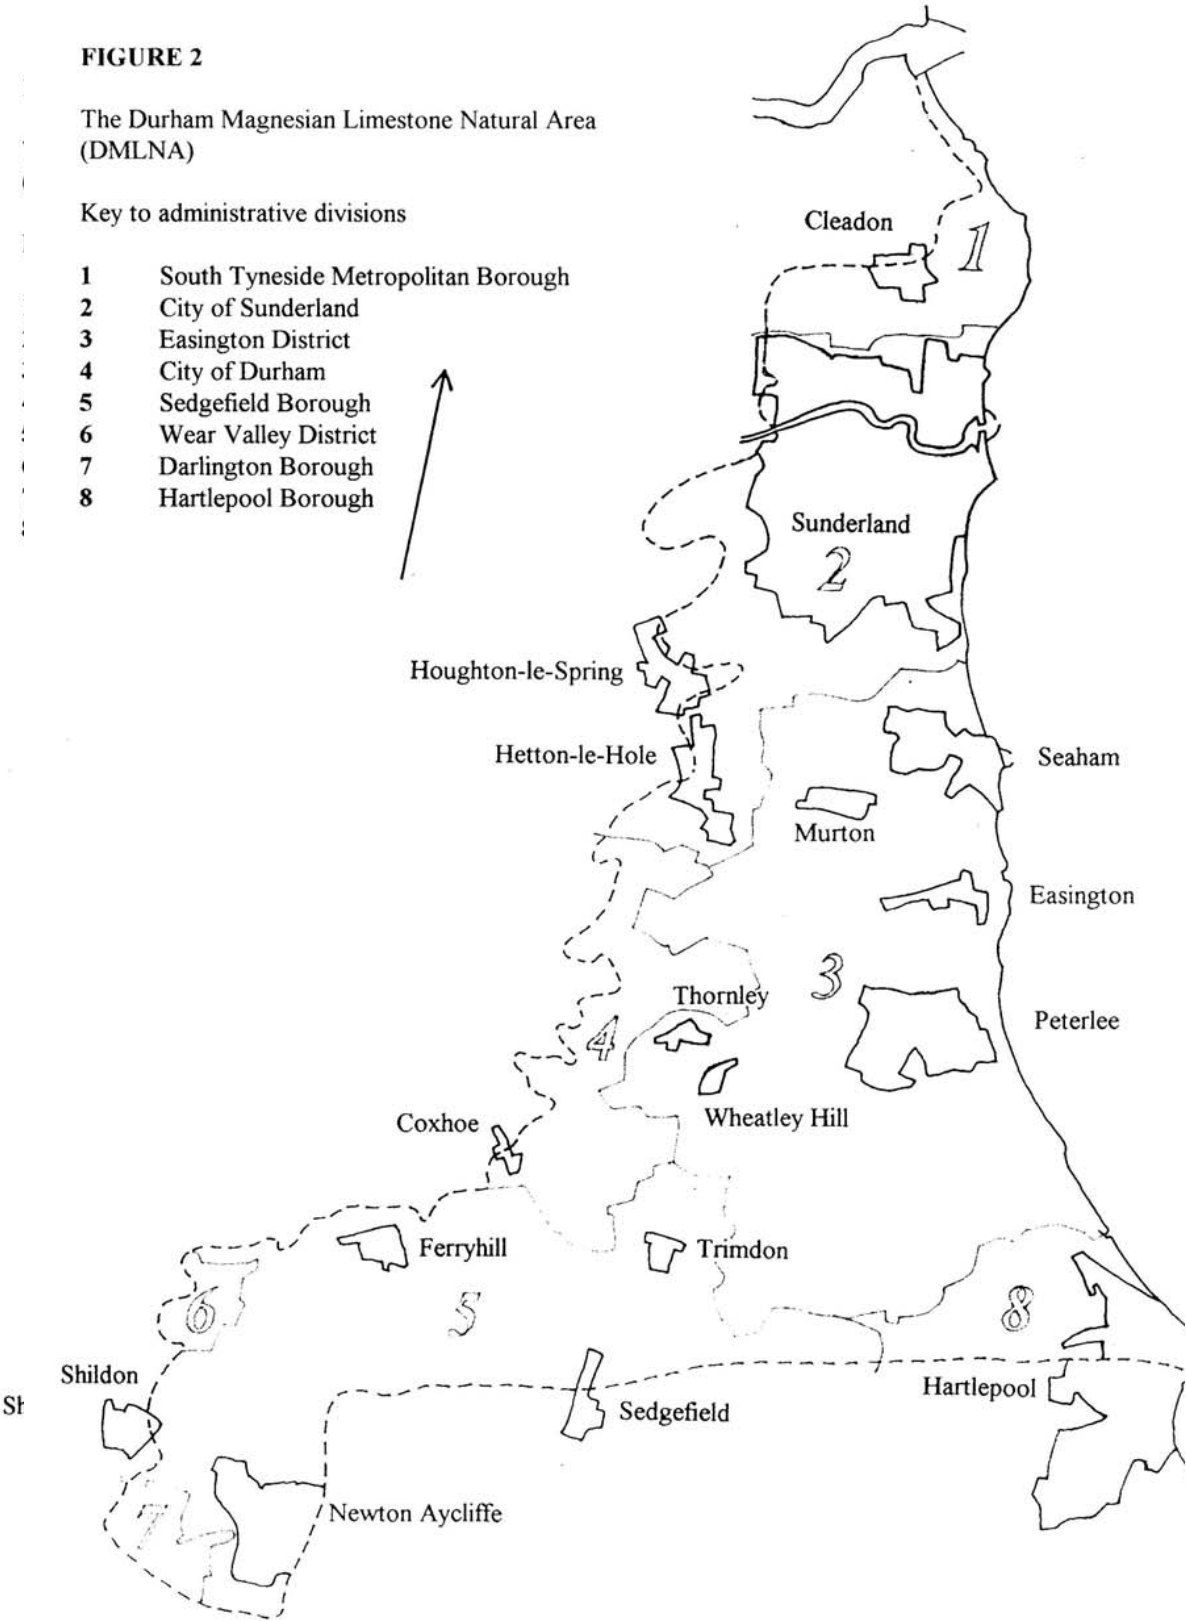 FIGURE 2
The Durham Magnesian Limestone Natural Area
(DMLNA)
Key to administrative divisions
1 South Tyneside Metropolitan Borough
2 City of Sunderland
3 Easington District
4 City of Durham
5 Sedgefield Borough
6 Wear Valley District
7 Darlington Borough
8 Hartlepool Borough
Cleadon
1
Sunderland
2
Houghton-le-Spring
Hetton-le-Hole
Seaham
Murton
Easington
3
Thornley
Peterlee
4
Wheatley Hill
Coxhoe
Ferryhill
Trimdon
6
5
8
Shildon
Hartlepool
Sedgefield
Newton Aycliffe
7